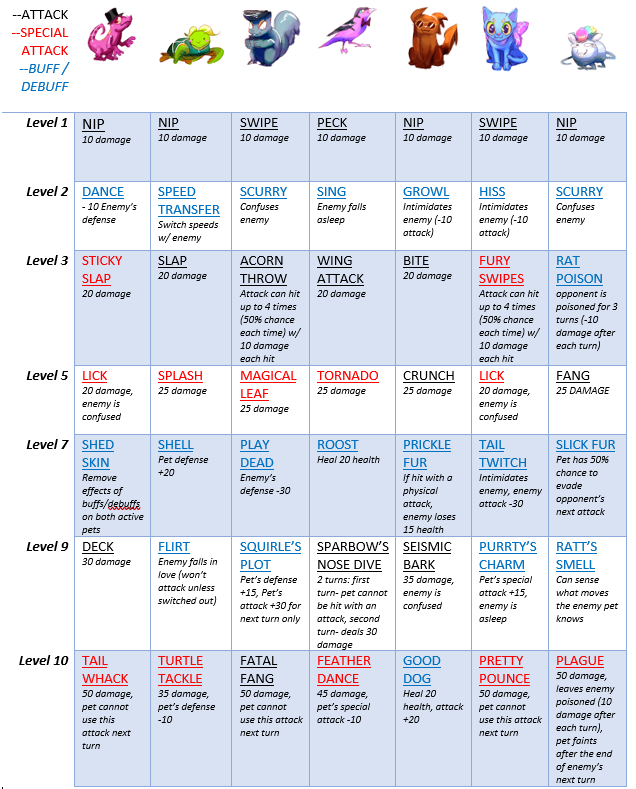 --ATTACK
--SPECIAL
ATTACK
--BUFF /
DEBUFF
Level 1
NIP
10 damage
NIP
10 damage
SWIPE
10 damage
PECK
10 damage
NIP
10 damage
SWIPE
10 damage
NIP
10 damage
Level 2
DANCE
- 10 Enemy's
defense
SPEED
TRANSFER
Switch speeds
w/ enemy
SCURRY
Confuses
enemy
SING
Enemy falls
asleep
GROWL
Intimidates
enemy (-10
attack)
HISS
Intimidates
enemy (-10
attack)
SCURRY
Confuses
enemy
Level 3
STICKY
SLAP
20 damage
SLAP
20 damage
ACORN
THROW
Attack can hit
up to 4 times
(50% chance
each time) w/
10 damage
each hit
WING
ATTACK
20 damage
BITE
20 damage
FURY
SWIPES
Attack can hit
up to 4 times
(50% chance
each time) w/
10 damage
each hit
RAT
POISON
opponent is
poisoned for 3
turns (-10
damage after
each turn)
Level 5
LICK
20 damage,
enemy is
confused
SPLASH
25 damage
MAGICAL
LEAF
25 damage
TORNADO
25 damage
CRUNCH
25 damage
LICK
20 damage,
enemy is
confused
FANG
25 DAMAGE
Level 7
SHED
SKIN
Remove
effects of
buffs/debuffs
on both active
pets
SHELL
Pet defense
+20
PLAY
DEAD
Enemy's
defense -30
ROOST
Heal 20 health
PRICKLE
FUR
If hit with a
physical
attack,
enemy loses
15 health
TAIL
TWITCH
Intimidates
enemy, enemy
attack -30
SLICK FUR
Pet has 50%
chance to
evade
opponent's
next attack
Level 9
DECK
30 damage
FLIRT
Enemy falls in
love (won't
attack unless
switched out)
SQUIRLE'S
PLOT
Pet's defense
+15, Pet's
attack +30 for
next turn only
SPARBOW'S
NOSE DIVE
2 turns: first
turn- pet cannot
be hit with an
attack, second
turn- deals 30
damage
SEISMIC
BARK
35 damage,
enemy is
confused
PURRTY'S
CHARM
Pet's special
attack +15,
enemy is
asleep
RATT'S
SMELL
Can sense
what moves
the enemy pet
knows
Level 10
TAIL
WHACK
50 damage,
pet cannot
use this
attack next
turn
TURTLE
TACKLE
35 damage,
pet's defense
-10
FATAL
FANG
50 damage,
pet cannot
use this attack
next turn
FEATHER
DANCE
45 damage,
pet's special
attack -10
GOOD
DOG
Heal 20
health, attack
+20
PRETTY
POUNCE
50 damage,
pet cannot use
this attack
next turn
PLAGUE
50 damage,
leaves enemy
poisoned (10
damage after
each turn),
pet faints
after the end
of enemy's
next turn